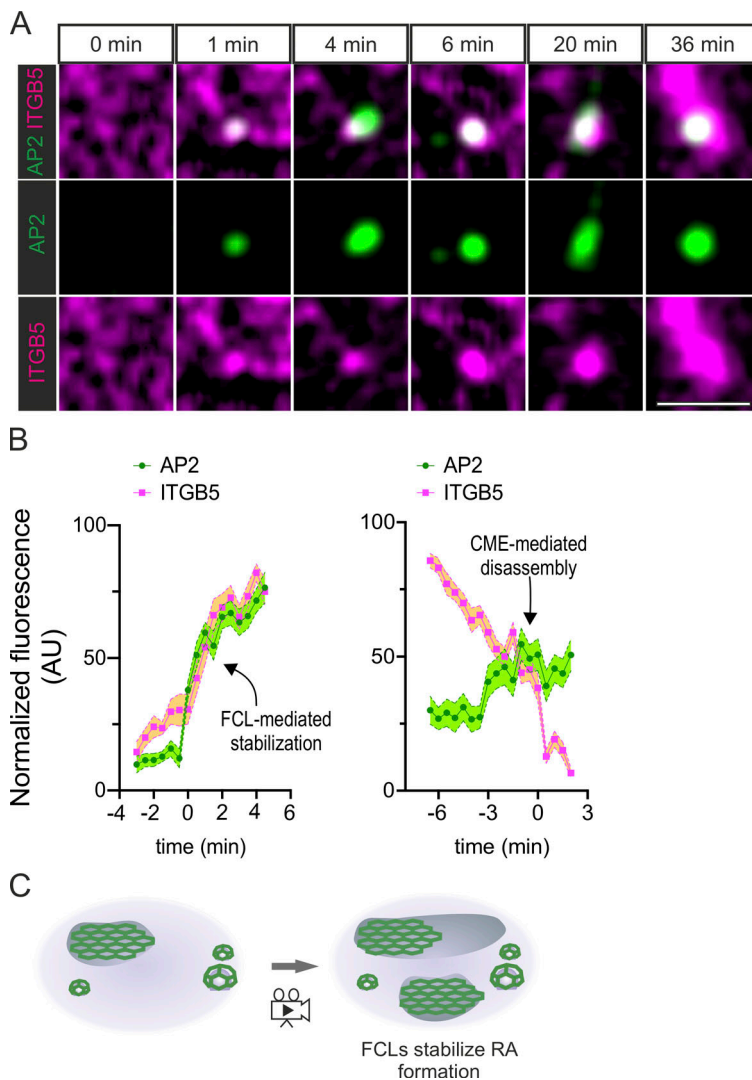 A
0 min
1 min
4 min
6 min
20 min
36 min
AP2 ITGB5
AP2
ITGB5
B
AP2
ITGB5
Normalized fluorescence
(AU)
100
50
0
-4
-2
0
2
4
6
time (min)
FCL-mediated
stabilization
AP2
ITGB5
100
50
0
-6
-3
0
3
time (min)
CME-mediated
disassembly
C
FCLs stabilize RA
formation